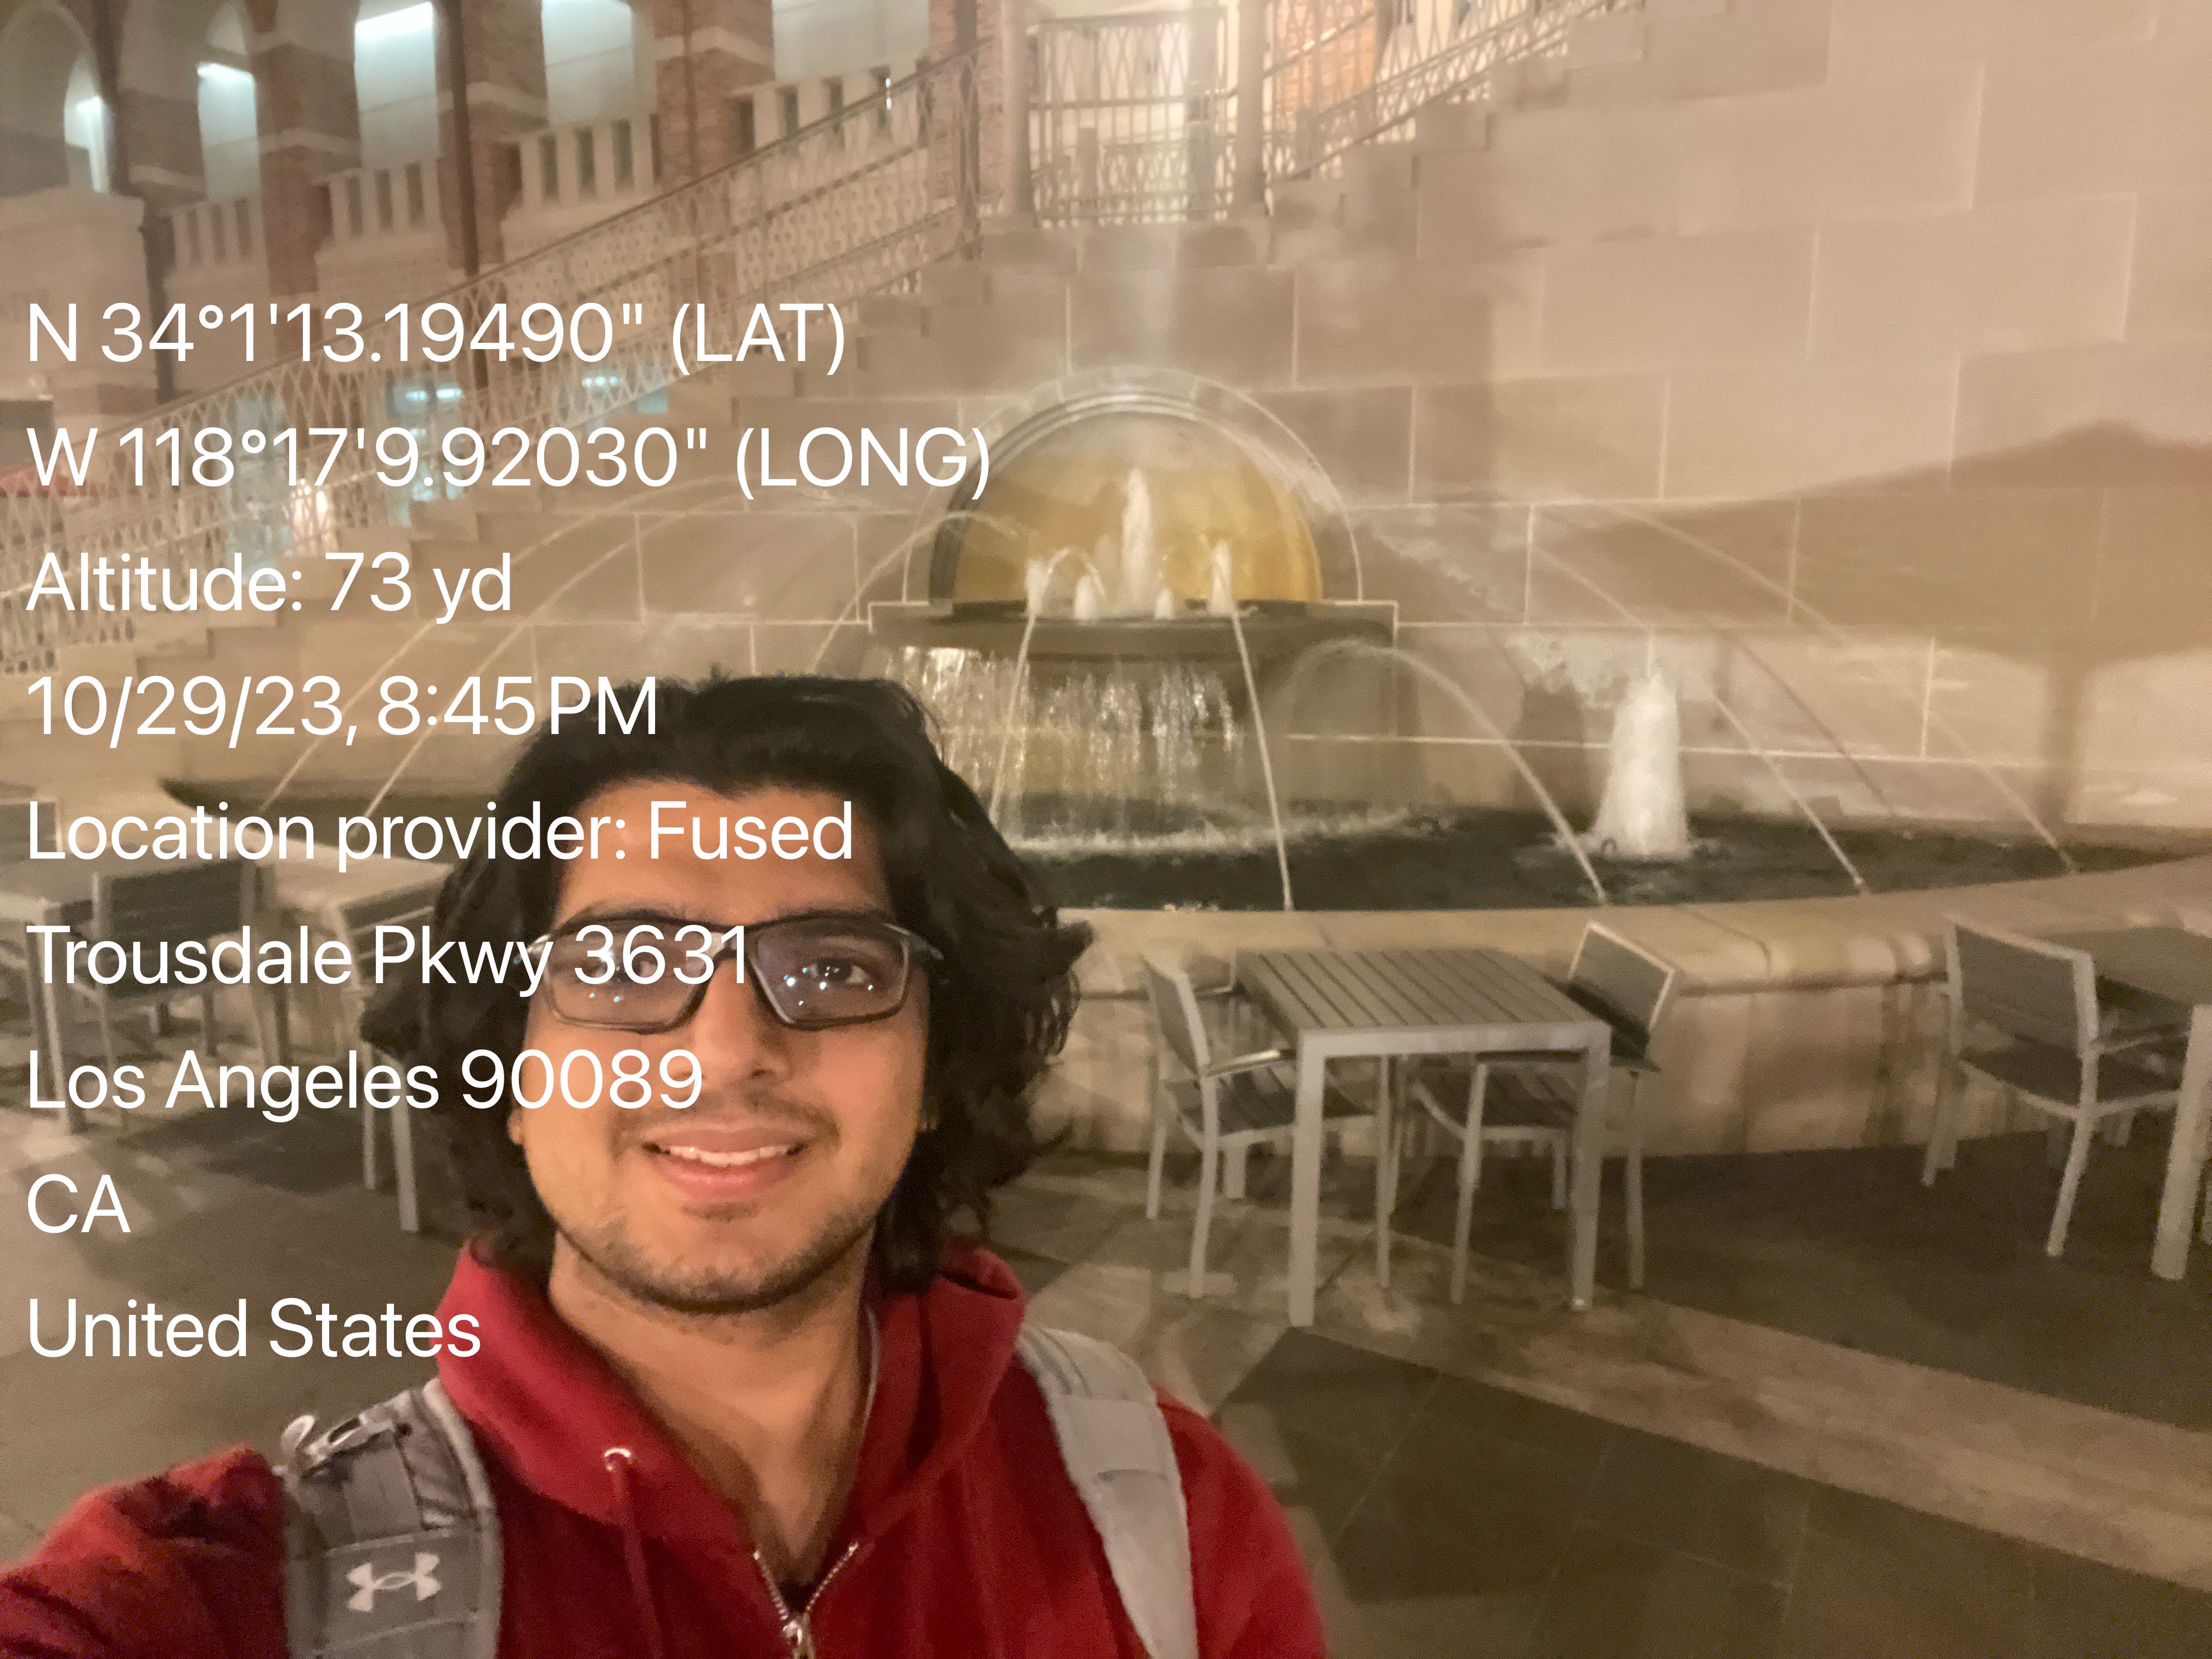 N 34°1'13.19490" (LAT)
W 118°17'9.92030" (LONG)
Altitude: 73 yd
10/29/23, 8:45 PM
Location provider: Fused
Trousdale Pkwy 3631
Los Angeles 90089
CA
United States